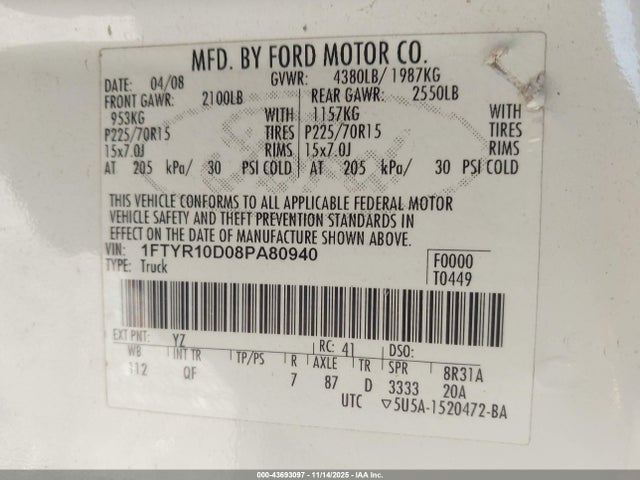 MFD. BY FORD MOTOR CO.
DATE: 04/08 GVWR: 4380LB/ 1987KG
FRONT GAWR: 2100LB REAR GAWR: 2550LB
953KG WITH 1157KG WITH
P225/70R15 TIRES P225/70R15 TIRES
15x7.0J RIMS 15x7.0J RIMS
AT 205 kPa/ 30 PSI COLD AT 205 kPa/ 30 PSI COLD
THIS VEHICLE CONFORMS TO ALL APPLICABLE FEDERAL MOTOR
VEHICLE SAFETY AND THEFT PREVENTION STANDARDS IN
EFFECT ON THE DATE OF MANUFACTURE SHOWN ABOVE.
VIN: 1FTYR10D08PA80940 F0000
TYPE: Truck T0449
EXT PNT: YZ RC: 41 DSO:
WB INT TR TP/PS R AXLE TR SPR 8R31A
112 QF 7 87 D 3333 20A
UTC ▽5U5A-1520472-BA
000-43693097 - 11/14/2025 - IAA Inc.